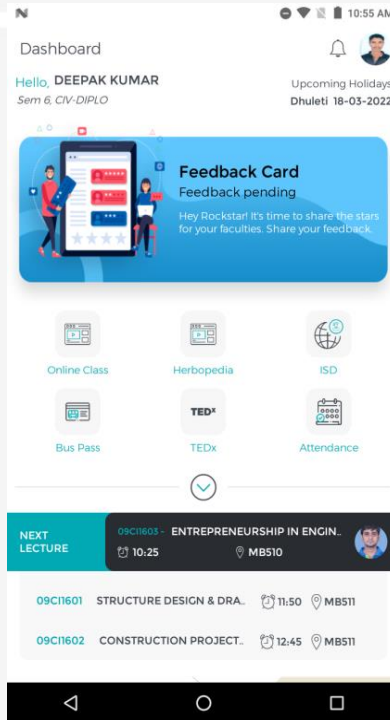 10:55 AM
Dashboard
Hello, DEEPAK KUMAR
Sem 6, CIV-DIPLO
Upcoming Holidays
Dhuleti 18-03-2022
Feedback Card
Feedback pending
Hey Rockstar! It's time to share the stars
for your faculties. Share your feedback.
Online Class
Herbopedia
ISD
Bus Pass
TEDx
TEDx
Attendance
NEXT
LECTURE
09CI1603 - ENTREPRENEURSHIP IN ENGIN..
10:25 MB510
09CI1601 STRUCTURE DESIGN & DRA.. 11:50 MB511
09CI1602 CONSTRUCTION PROJECT.. 12:45 MB511